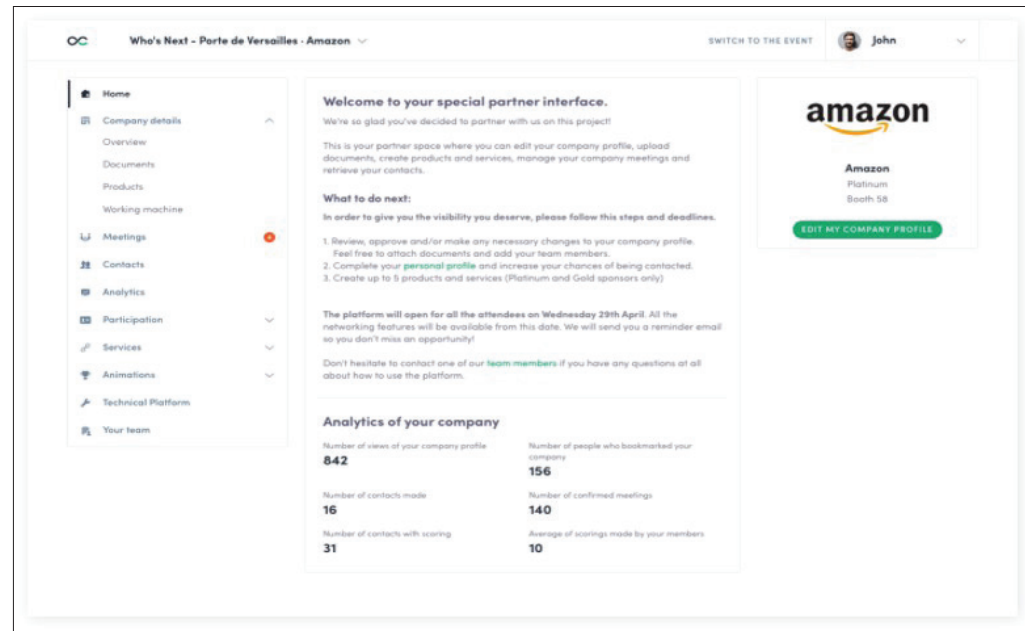 Who's Next - Porte de Versailles · Amazon
SWITCH TO THE EVENT
John
Home
Company details
Overview
Documents
Products
Working machine
Meetings
Contacts
Analytics
Participation
Services
Animations
Technical Platform
Your team
Welcome to your special partner interface.
We're so glad you've decided to partner with us on this project!
This is your partner space where you can edit your company profile, upload
documents, create products and services, manage your company meetings and
retrieve your contacts.
What to do next:
In order to give you the visibility you deserve, please follow this steps and deadlines.
1. Review, approve and/or make any necessary changes to your company profile.
Feel free to attach documents and add your team members.
2. Complete your personal profile and increase your chances of being contacted.
3. Create up to 5 products and services (Platinum and Gold sponsors only)
The platform will open for all the attendees on Wednesday 29th April. All the
networking features will be available from this date. We will send you a reminder email
so you don't miss an opportunity!
Don't hesitate to contact one of our team members if you have any questions at all
about how to use the platform.
Analytics of your company
Number of views of your company profile
842
Number of people who bookmarked your
company
156
Number of contacts made
16
Number of confirmed meetings
140
Number of contacts with scoring
31
Average of scorings made by your members
10
amazon
Amazon
Platinum
Booth 58
EDIT MY COMPANY PROFILE